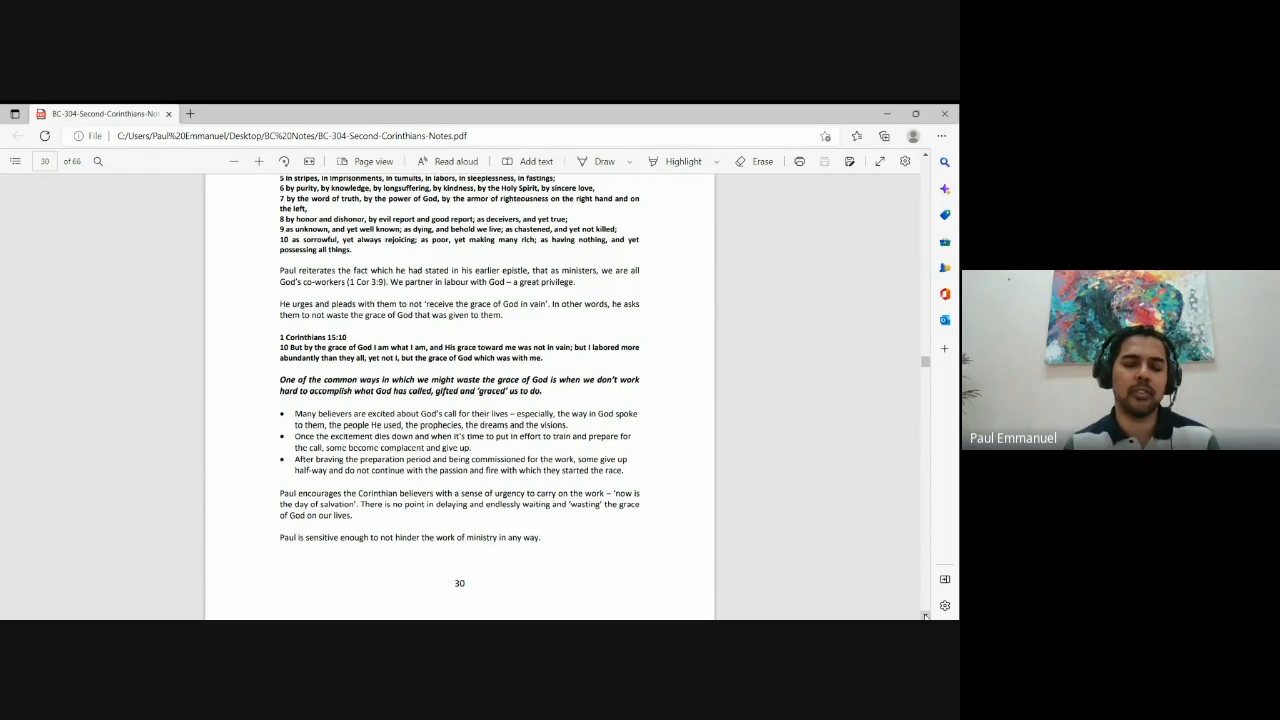 BC-304-Second-Corinthians-Not
File
C:/Users/Paul%20Emmanuel/Desktop/BC%20Notes/BC-304-Second-Corinthians-Notes.pdf
30 of 66
Page view
Read aloud
Add text
Draw
Highlight
Erase
5 in stripes, in imprisonments, in tumults, in labors, in sleeplessness, in fastings;
6 by purity, by knowledge, by longsuffering, by kindness, by the Holy Spirit, by sincere love,
7 by the word of truth, by the power of God, by the armor of righteousness on the right hand and on
the left,
8 by honor and dishonor, by evil report and good report; as deceivers, and yet true;
9 as unknown, and yet well known; as dying, and behold we live; as chastened, and yet not killed;
10 as sorrowful, yet always rejoicing; as poor, yet making many rich; as having nothing, and yet
possessing all things.
Paul reiterates the fact which he had stated in his earlier epistle, that as ministers, we are all
God's co-workers (1 Cor 3:9). We partner in labour with God – a great privilege.
He urges and pleads with them to not 'receive the grace of God in vain'. In other words, he asks
them to not waste the grace of God that was given to them.
1 Corinthians 15:10
10 But by the grace of God I am what I am, and His grace toward me was not in vain; but I labored more
abundantly than they all, yet not I, but the grace of God which was with me.
One of the common ways in which we might waste the grace of God is when we don't work
hard to accomplish what God has called, gifted and 'graced' us to do.
• Many believers are excited about God's call for their lives – especially, the way in God spoke
to them, the people He used, the prophecies, the dreams and the visions.
• Once the excitement dies down and when it's time to put in effort to train and prepare for
the call, some become complacent and give up.
• After braving the preparation period and being commissioned for the work, some give up
half-way and do not continue with the passion and fire with which they started the race.
Paul encourages the Corinthian believers with a sense of urgency to carry on the work – 'now is
the day of salvation'. There is no point in delaying and endlessly waiting and 'wasting' the grace
of God on our lives.
Paul is sensitive enough to not hinder the work of ministry in any way.
30
Paul Emmanuel